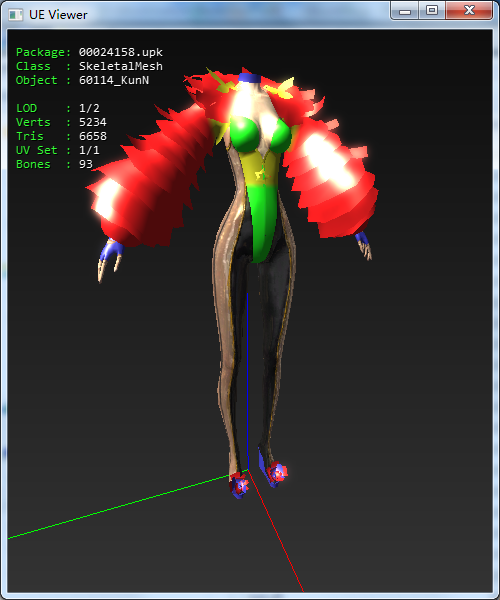 UE Viewer
Package: 00024158.upk
Class  : SkeletalMesh
Object : 60114_KunN
LOD    : 1/2
Verts  : 5234
Tris   : 6658
UV Set : 1/1
Bones  : 93